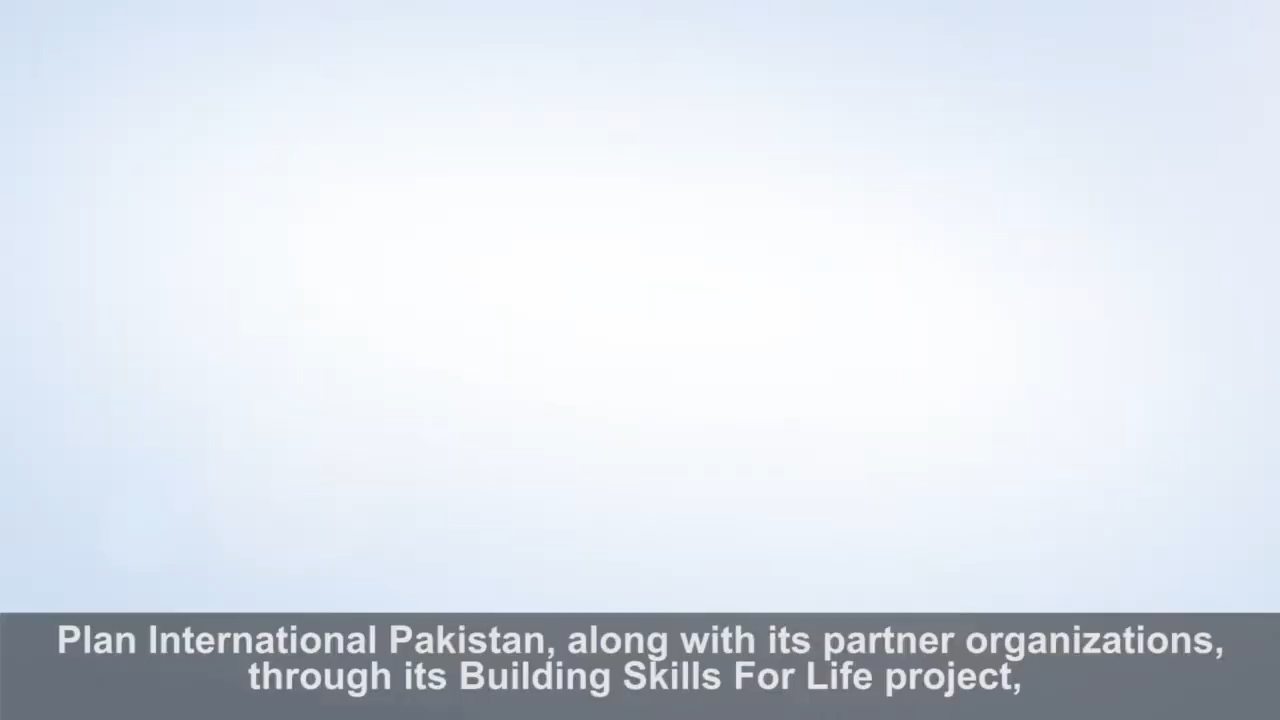 Plan International Pakistan, along with its partner organizations,
through its Building Skills For Life project,